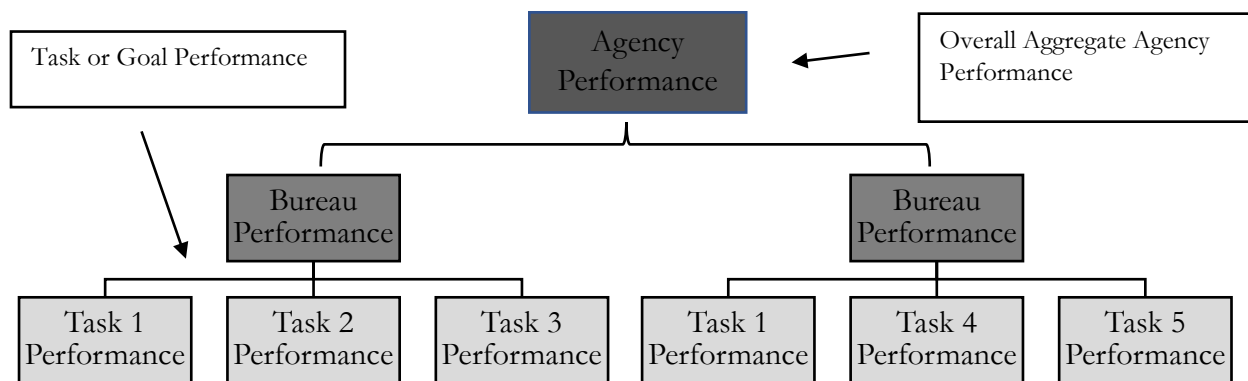 Task or Goal Performance
Agency
Performance
Overall Aggregate Agency
Performance
Bureau
Performance
Bureau
Performance
Task 1
Performance
Task 2
Performance
Task 3
Performance
Task 1
Performance
Task 4
Performance
Task 5
Performance